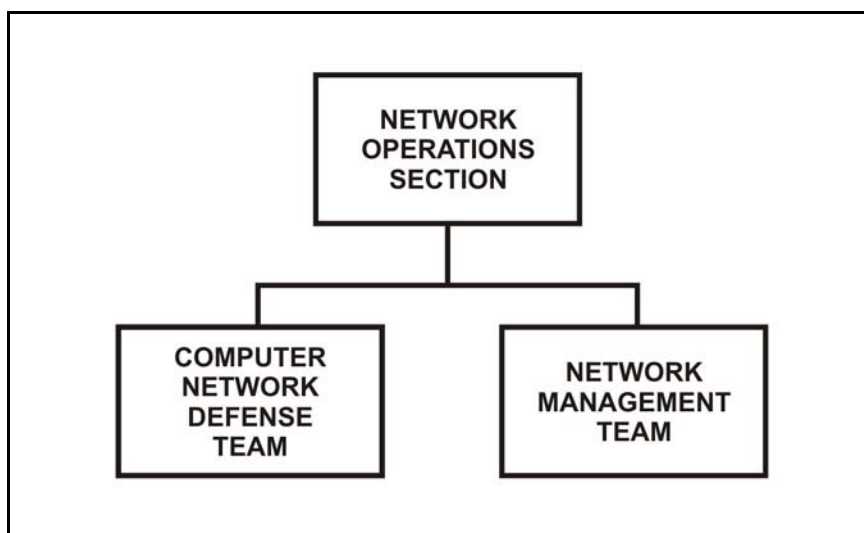 NETWORK
OPERATIONS
SECTION
COMPUTER
NETWORK
DEFENSE
TEAM
NETWORK
MANAGEMENT
TEAM